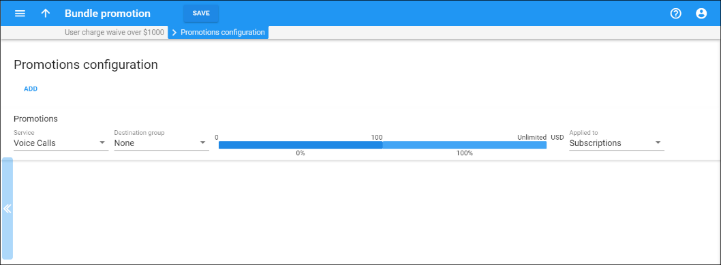 Bundle promotion SAVE
User charge waive over $1000 Promotions configuration
Promotions configuration
ADD
Promotions
Service Destination group 0 100 Unlimited USD Applied to
Voice Calls None Subscriptions
0% 100%